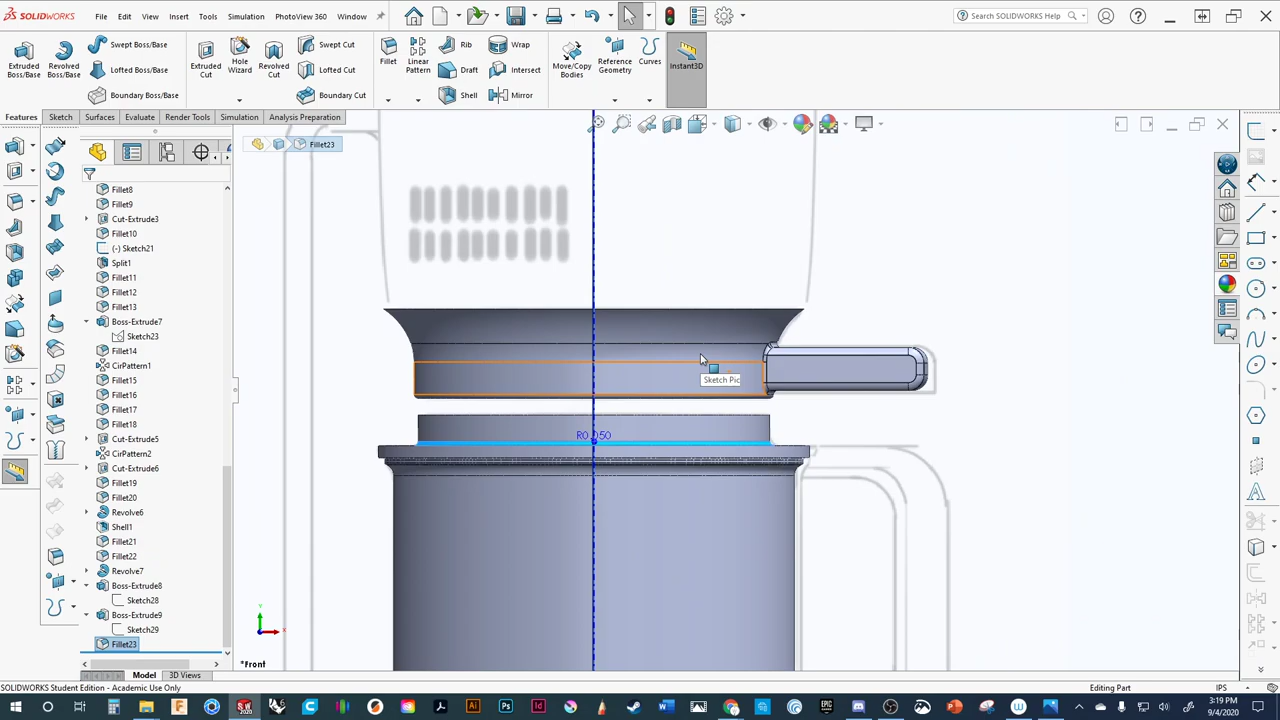 SOLIDWORKS
File
Edit
View
Insert
Tools
Simulation
PhotoView 360
Window
Search SOLIDWORKS Help
Extruded Boss/Base
Revolved Boss/Base
Swept Boss/Base
Lofted Boss/Base
Boundary Boss/Base
Extruded Cut
Hole Wizard
Revolved Cut
Swept Cut
Lofted Cut
Boundary Cut
Fillet
Linear Pattern
Rib
Draft
Shell
Wrap
Intersect
Mirror
Move/Copy Bodies
Reference Geometry
Curves
Instant3D
Features
Sketch
Surfaces
Evaluate
Render Tools
Simulation
Analysis Preparation
Fillet23
Fillet8
Fillet9
Cut-Extrude3
Fillet10
(-) Sketch21
Split1
Fillet11
Fillet12
Fillet13
Boss-Extrude7
Sketch23
Fillet14
CirPattern1
Fillet15
Fillet16
Fillet17
Fillet18
Cut-Extrude5
CirPattern2
Cut-Extrude6
Fillet19
Fillet20
Revolve6
Shell1
Fillet21
Fillet22
Revolve7
Boss-Extrude8
Sketch28
Boss-Extrude9
Sketch29
Fillet23
Sketch Pic
Y
X
*Front
Model
3D Views
SOLIDWORKS Student Edition - Academic Use Only
Editing Part
IPS
3:19 PM
9/4/2020